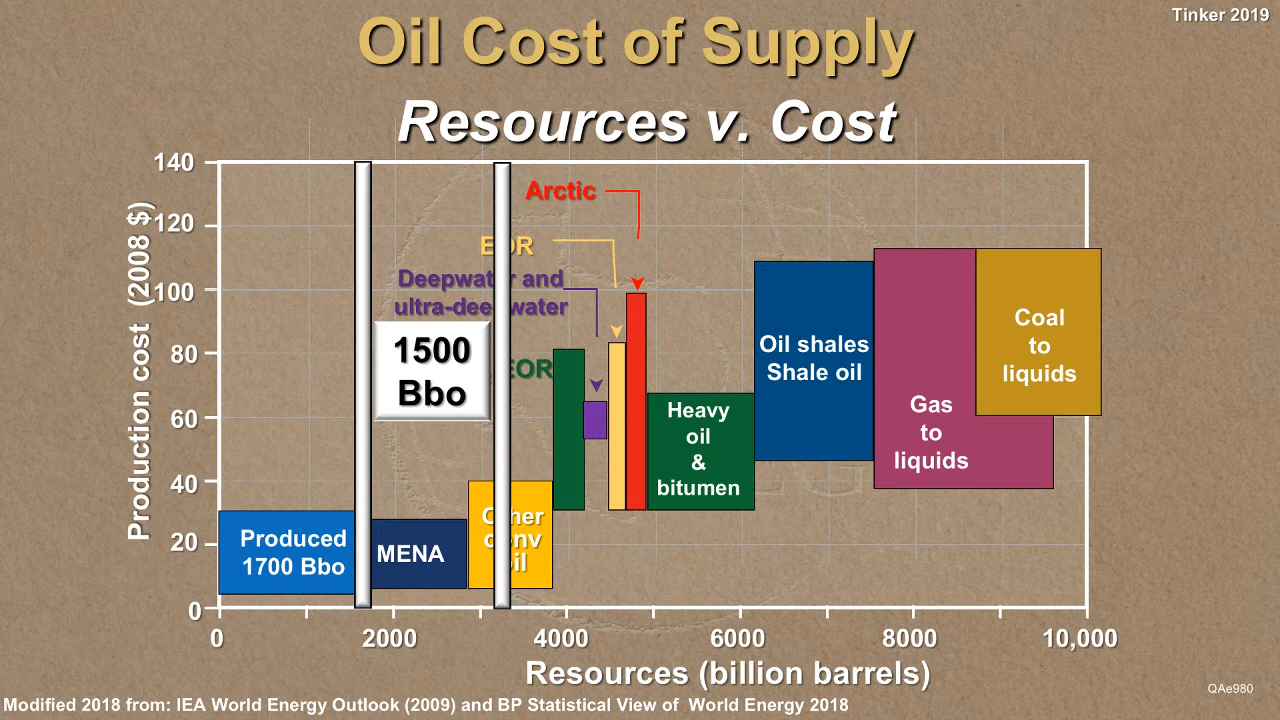 Tinker 2019
Oil Cost of Supply
Resources v. Cost
Production cost (2008 $)
140
120
100
80
60
40
20
0
Arctic
Deepwater and
1500
Bbo
EOR
Produced
1700 Bbo
MENA
Heavy
oil
&
bitumen
Oil shales
Shale oil
Gas
to
liquids
Coal
to
liquids
0
2000
4000
6000
8000
10,000
Resources (billion barrels)
QAe980
Modified 2018 from: IEA World Energy Outlook (2009) and BP Statistical View of World Energy 2018